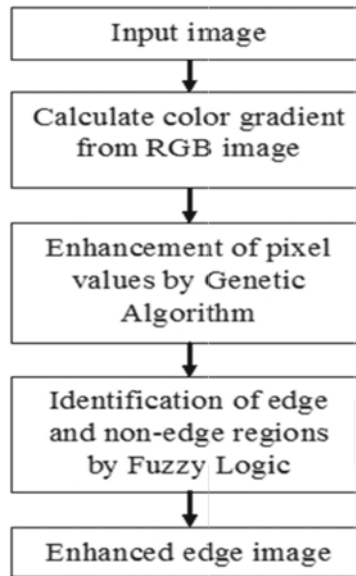 Input image
Calculate color gradient
from RGB image
Enhancement of pixel
values by Genetic
Algorithm
Identification of edge
and non-edge regions
by Fuzzy Logic
Enhanced edge image